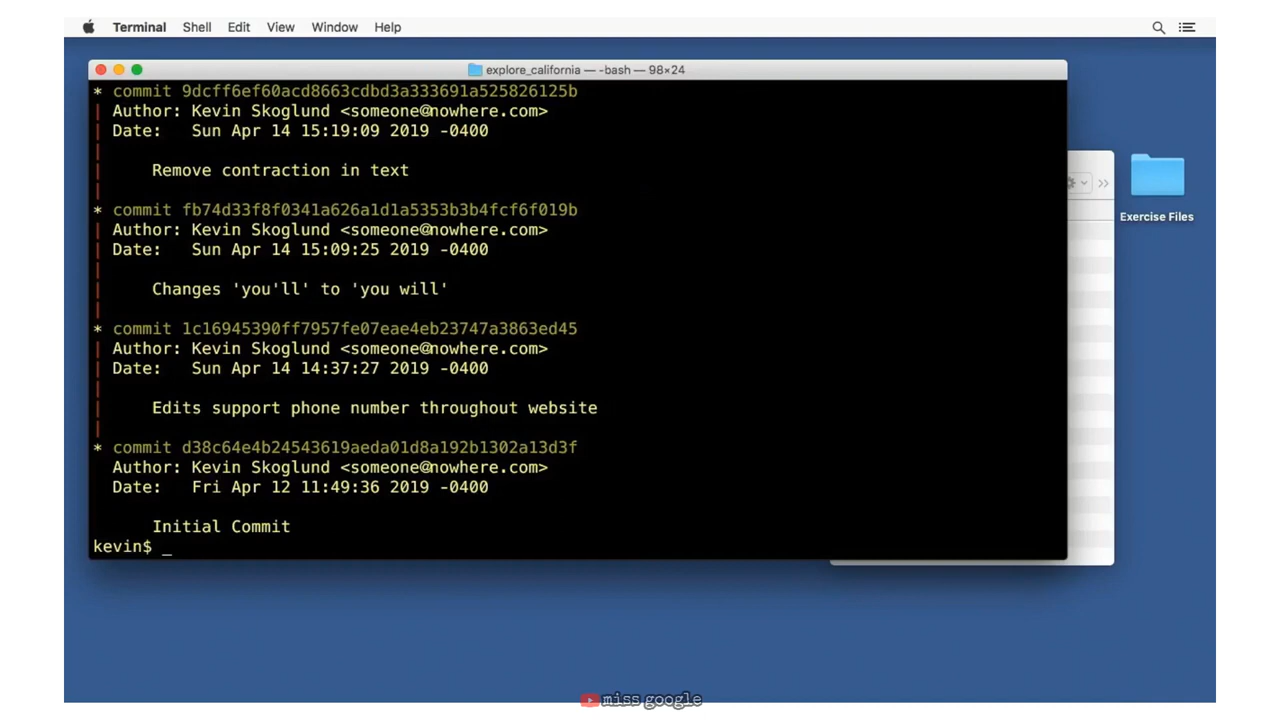 Terminal Shell Edit View Window Help
explore_california — -bash — 98×24
* commit 9dcff6ef60acd8663cdbd3a333691a525826125b
| Author: Kevin Skoglund <someone@nowhere.com>
| Date:   Sun Apr 14 15:19:09 2019 -0400
|
|     Remove contraction in text
|
* commit fb74d33f8f0341a626a1d1a5353b3b4fcf6f019b
| Author: Kevin Skoglund <someone@nowhere.com>
| Date:   Sun Apr 14 15:09:25 2019 -0400
|
|     Changes 'you'll' to 'you will'
|
* commit 1c16945390ff7957fe07eae4eb23747a3863ed45
| Author: Kevin Skoglund <someone@nowhere.com>
| Date:   Sun Apr 14 14:37:27 2019 -0400
|
|     Edits support phone number throughout website
|
* commit d38c64e4b24543619aeda01d8a192b1302a13d3f
  Author: Kevin Skoglund <someone@nowhere.com>
  Date:   Fri Apr 12 11:49:36 2019 -0400

      Initial Commit
kevin$ _
Exercise Files
miss google